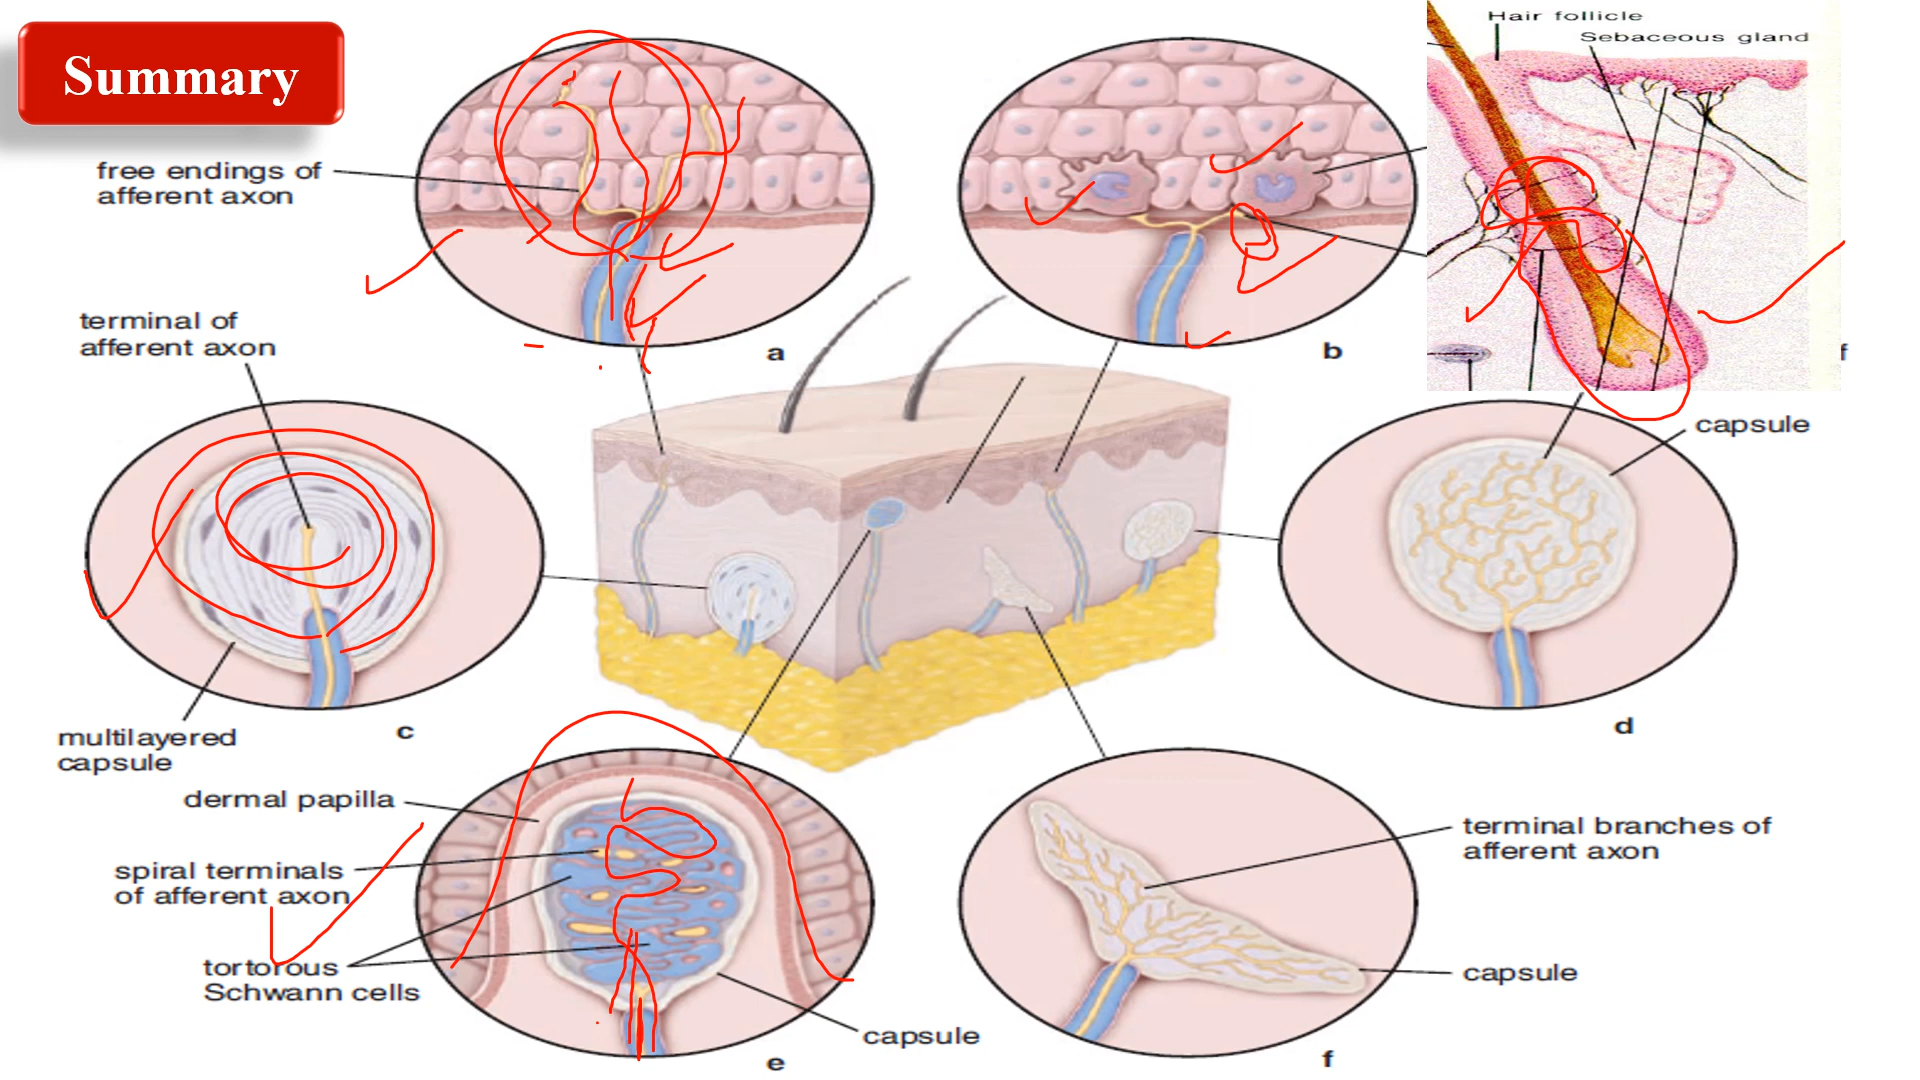 Summary
Hair follicle
Sebaceous gland
free endings of
afferent axon
a
b
f
terminal of
afferent axon
capsule
multilayered
capsule
c
d
dermal papilla
spiral terminals
of afferent axon
tortorous
Schwann cells
capsule
e
terminal branches of
afferent axon
capsule
f